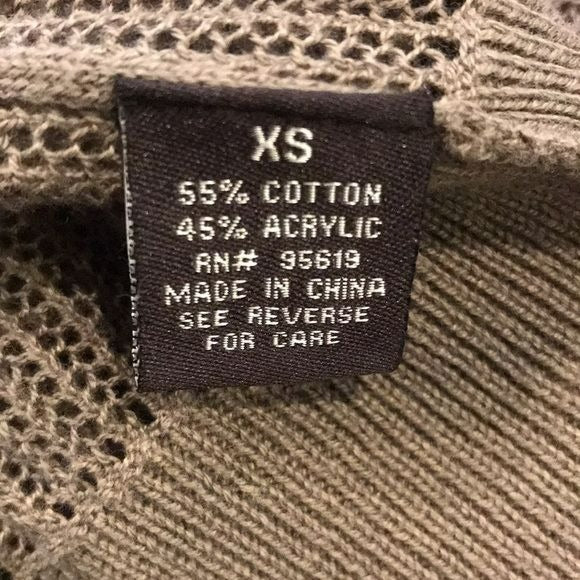 XS
55% COTTON
45% ACRYLIC
RN# 95619
MADE IN CHINA
SEE REVERSE
FOR CARE